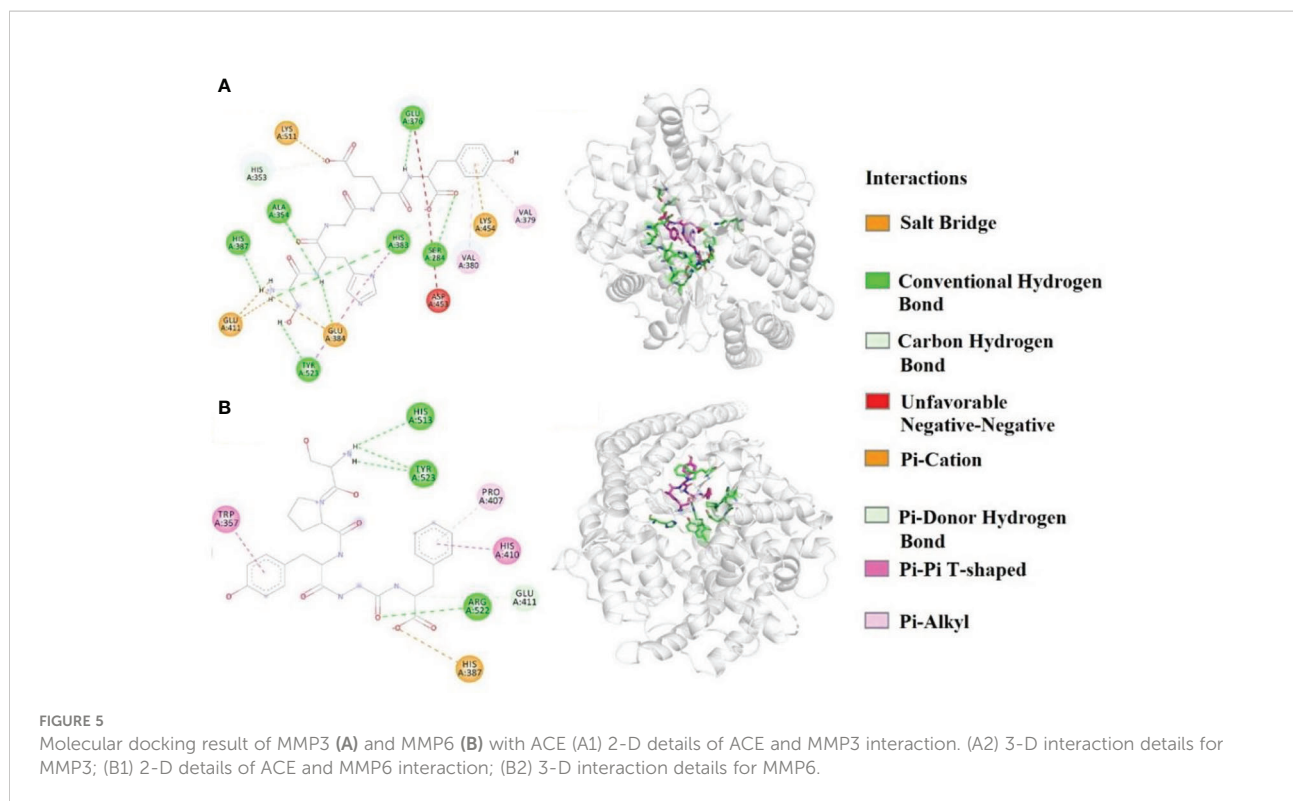 A
GLU
A:376
LYS
A:511
HIS
A:353
ALA
A:354
HIS
A:387
HIS
A:383
SER
A:284
LYS
A:454
VAL
A:379
VAL
A:380
ASP
A:453
GLU
A:411
GLU
A:384
TYR
A:523
B
HIS
A:513
TYR
A:523
PRO
A:407
TRP
A:357
HIS
A:410
GLU
A:411
ARG
A:522
HIS
A:387
Interactions
Salt Bridge
Conventional Hydrogen
Bond
Carbon Hydrogen
Bond
Unfavorable
Negative-Negative
Pi-Cation
Pi-Donor Hydrogen
Bond
Pi-Pi T-shaped
Pi-Alkyl
FIGURE 5
Molecular docking result of MMP3 (A) and MMP6 (B) with ACE (A1) 2-D details of ACE and MMP3 interaction. (A2) 3-D interaction details for
MMP3; (B1) 2-D details of ACE and MMP6 interaction; (B2) 3-D interaction details for MMP6.